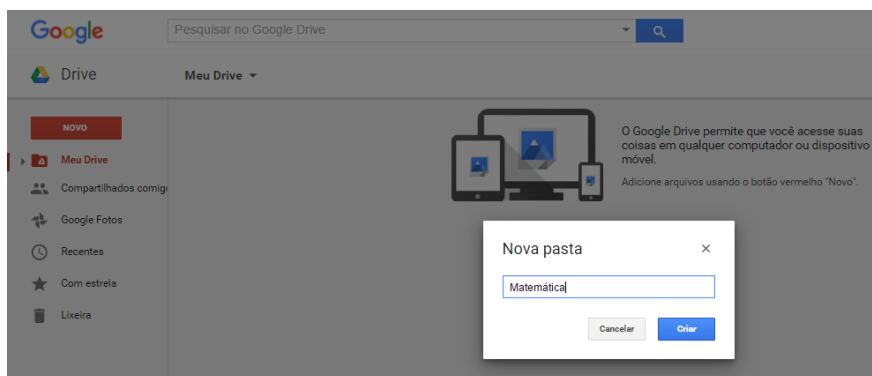 Google
Pesquisar no Google Drive
Drive
Meu Drive
NOVO
Meu Drive
Compartilhados comigo
Google Fotos
Recentes
Com estrela
Lixeira
O Google Drive permite que você acesse suas
coisas em qualquer computador ou dispositivo
móvel.
Adicione arquivos usando o botão vermelho "Novo".
Nova pasta
×
Matemática
Cancelar
Criar